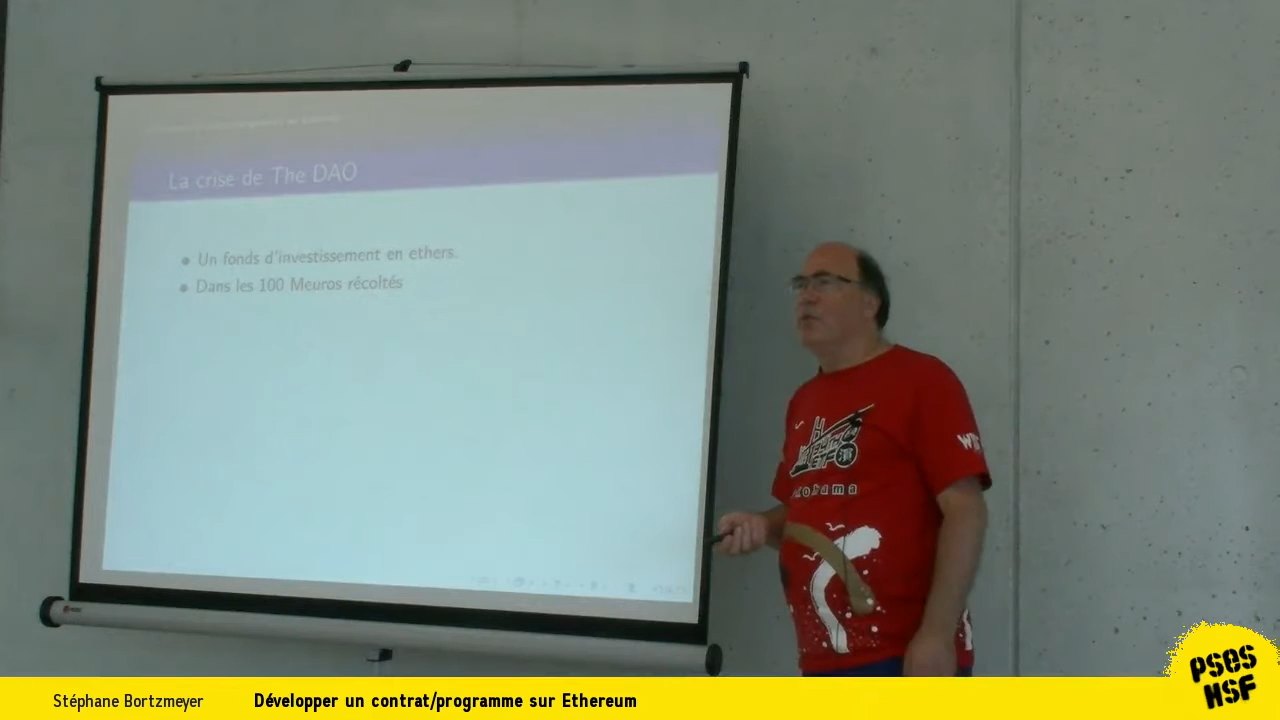 La crise de The DAO
Un fonds d'investissement en ethers.
Dans les 100 Meuros récoltés
IETF
Stéphane Bortzmeyer
Développer un contrat/programme sur Ethereum
PSES
HSF